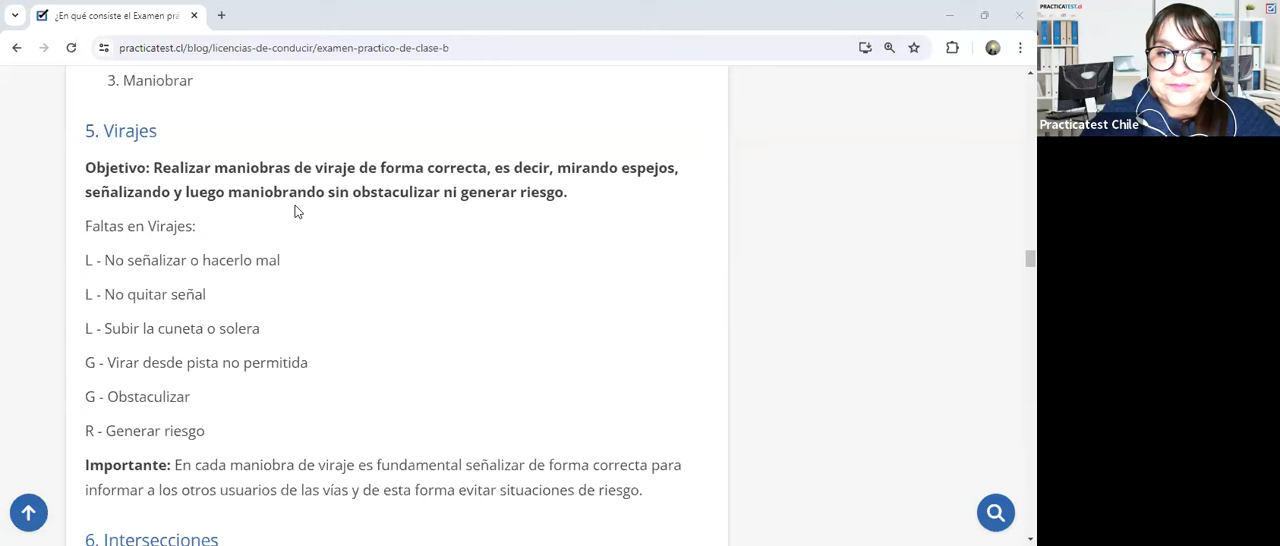 ¿En qué consiste el Examen prá
practicatest.cl/blog/licencias-de-conducir/examen-practico-de-clase-b
PRACTICATEST.cl
Practicatest Chile
3. Maniobrar
5. Virajes
Objetivo: Realizar maniobras de viraje de forma correcta, es decir, mirando espejos,
señalizando y luego maniobrando sin obstaculizar ni generar riesgo.
Faltas en Virajes:
L - No señalizar o hacerlo mal
L - No quitar señal
L - Subir la cuneta o solera
G - Virar desde pista no permitida
G - Obstaculizar
R - Generar riesgo
Importante: En cada maniobra de viraje es fundamental señalizar de forma correcta para
informar a los otros usuarios de las vías y de esta forma evitar situaciones de riesgo.
6. Intersecciones